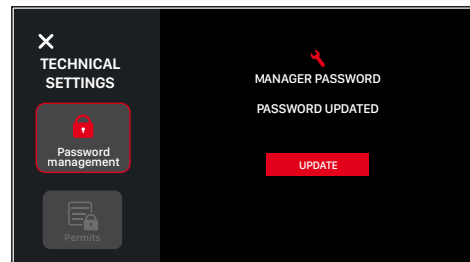 TECHNICAL
SETTINGS
Password
management
Permits
MANAGER PASSWORD
PASSWORD UPDATED
UPDATE